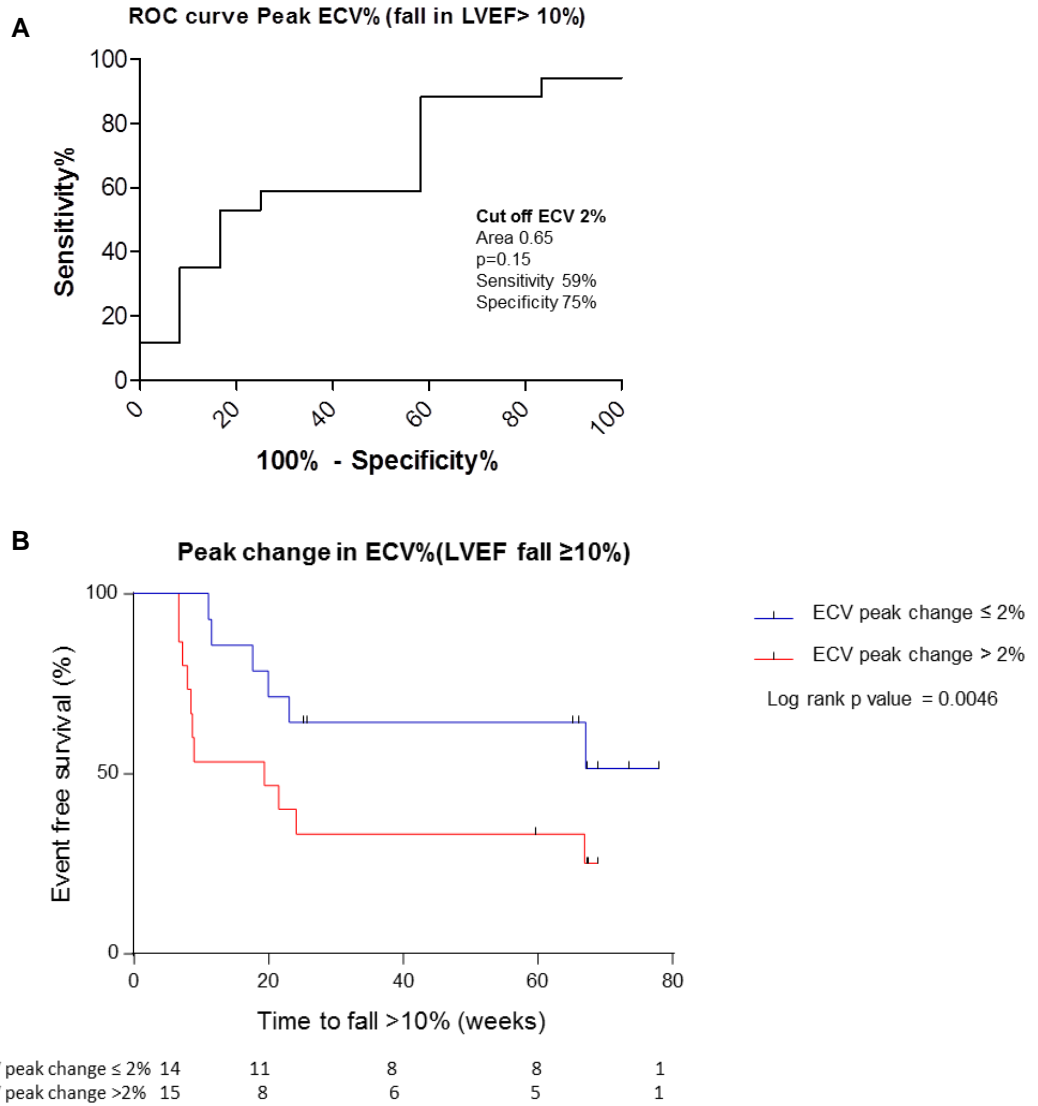 A
ROC curve Peak ECV% (fall in LVEF> 10%)
Sensitivity%
100
80
60
40
20
0
Cut off ECV 2%
Area 0.65
p=0.15
Sensitivity 59%
Specificity 75%
0 20 40 60 80 100
100% - Specificity%
B
Peak change in ECV%(LVEF fall ≥10%)
Event free survival (%)
100
50
0
ECV peak change ≤ 2%
ECV peak change > 2%
Log rank p value = 0.0046
0 20 40 60 80
Time to fall >10% (weeks)
peak change ≤ 2% 14 11 8 8 1
peak change >2% 15 8 6 5 1